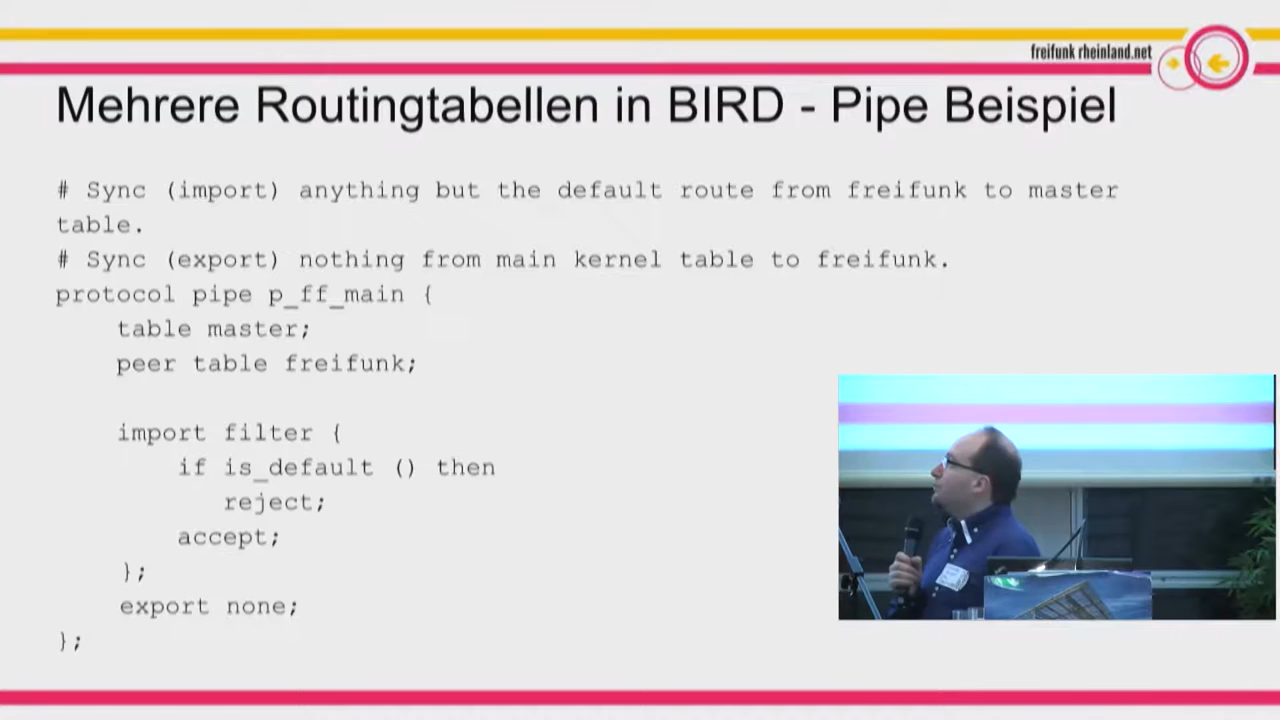 freifunk rheinland.net
Mehrere Routingtabellen in BIRD - Pipe Beispiel
# Sync (import) anything but the default route from freifunk to master
table.
# Sync (export) nothing from main kernel table to freifunk.
protocol pipe p_ff_main {
table master;
peer table freifunk;
import filter {
if is_default () then
reject;
accept;
};
export none;
};